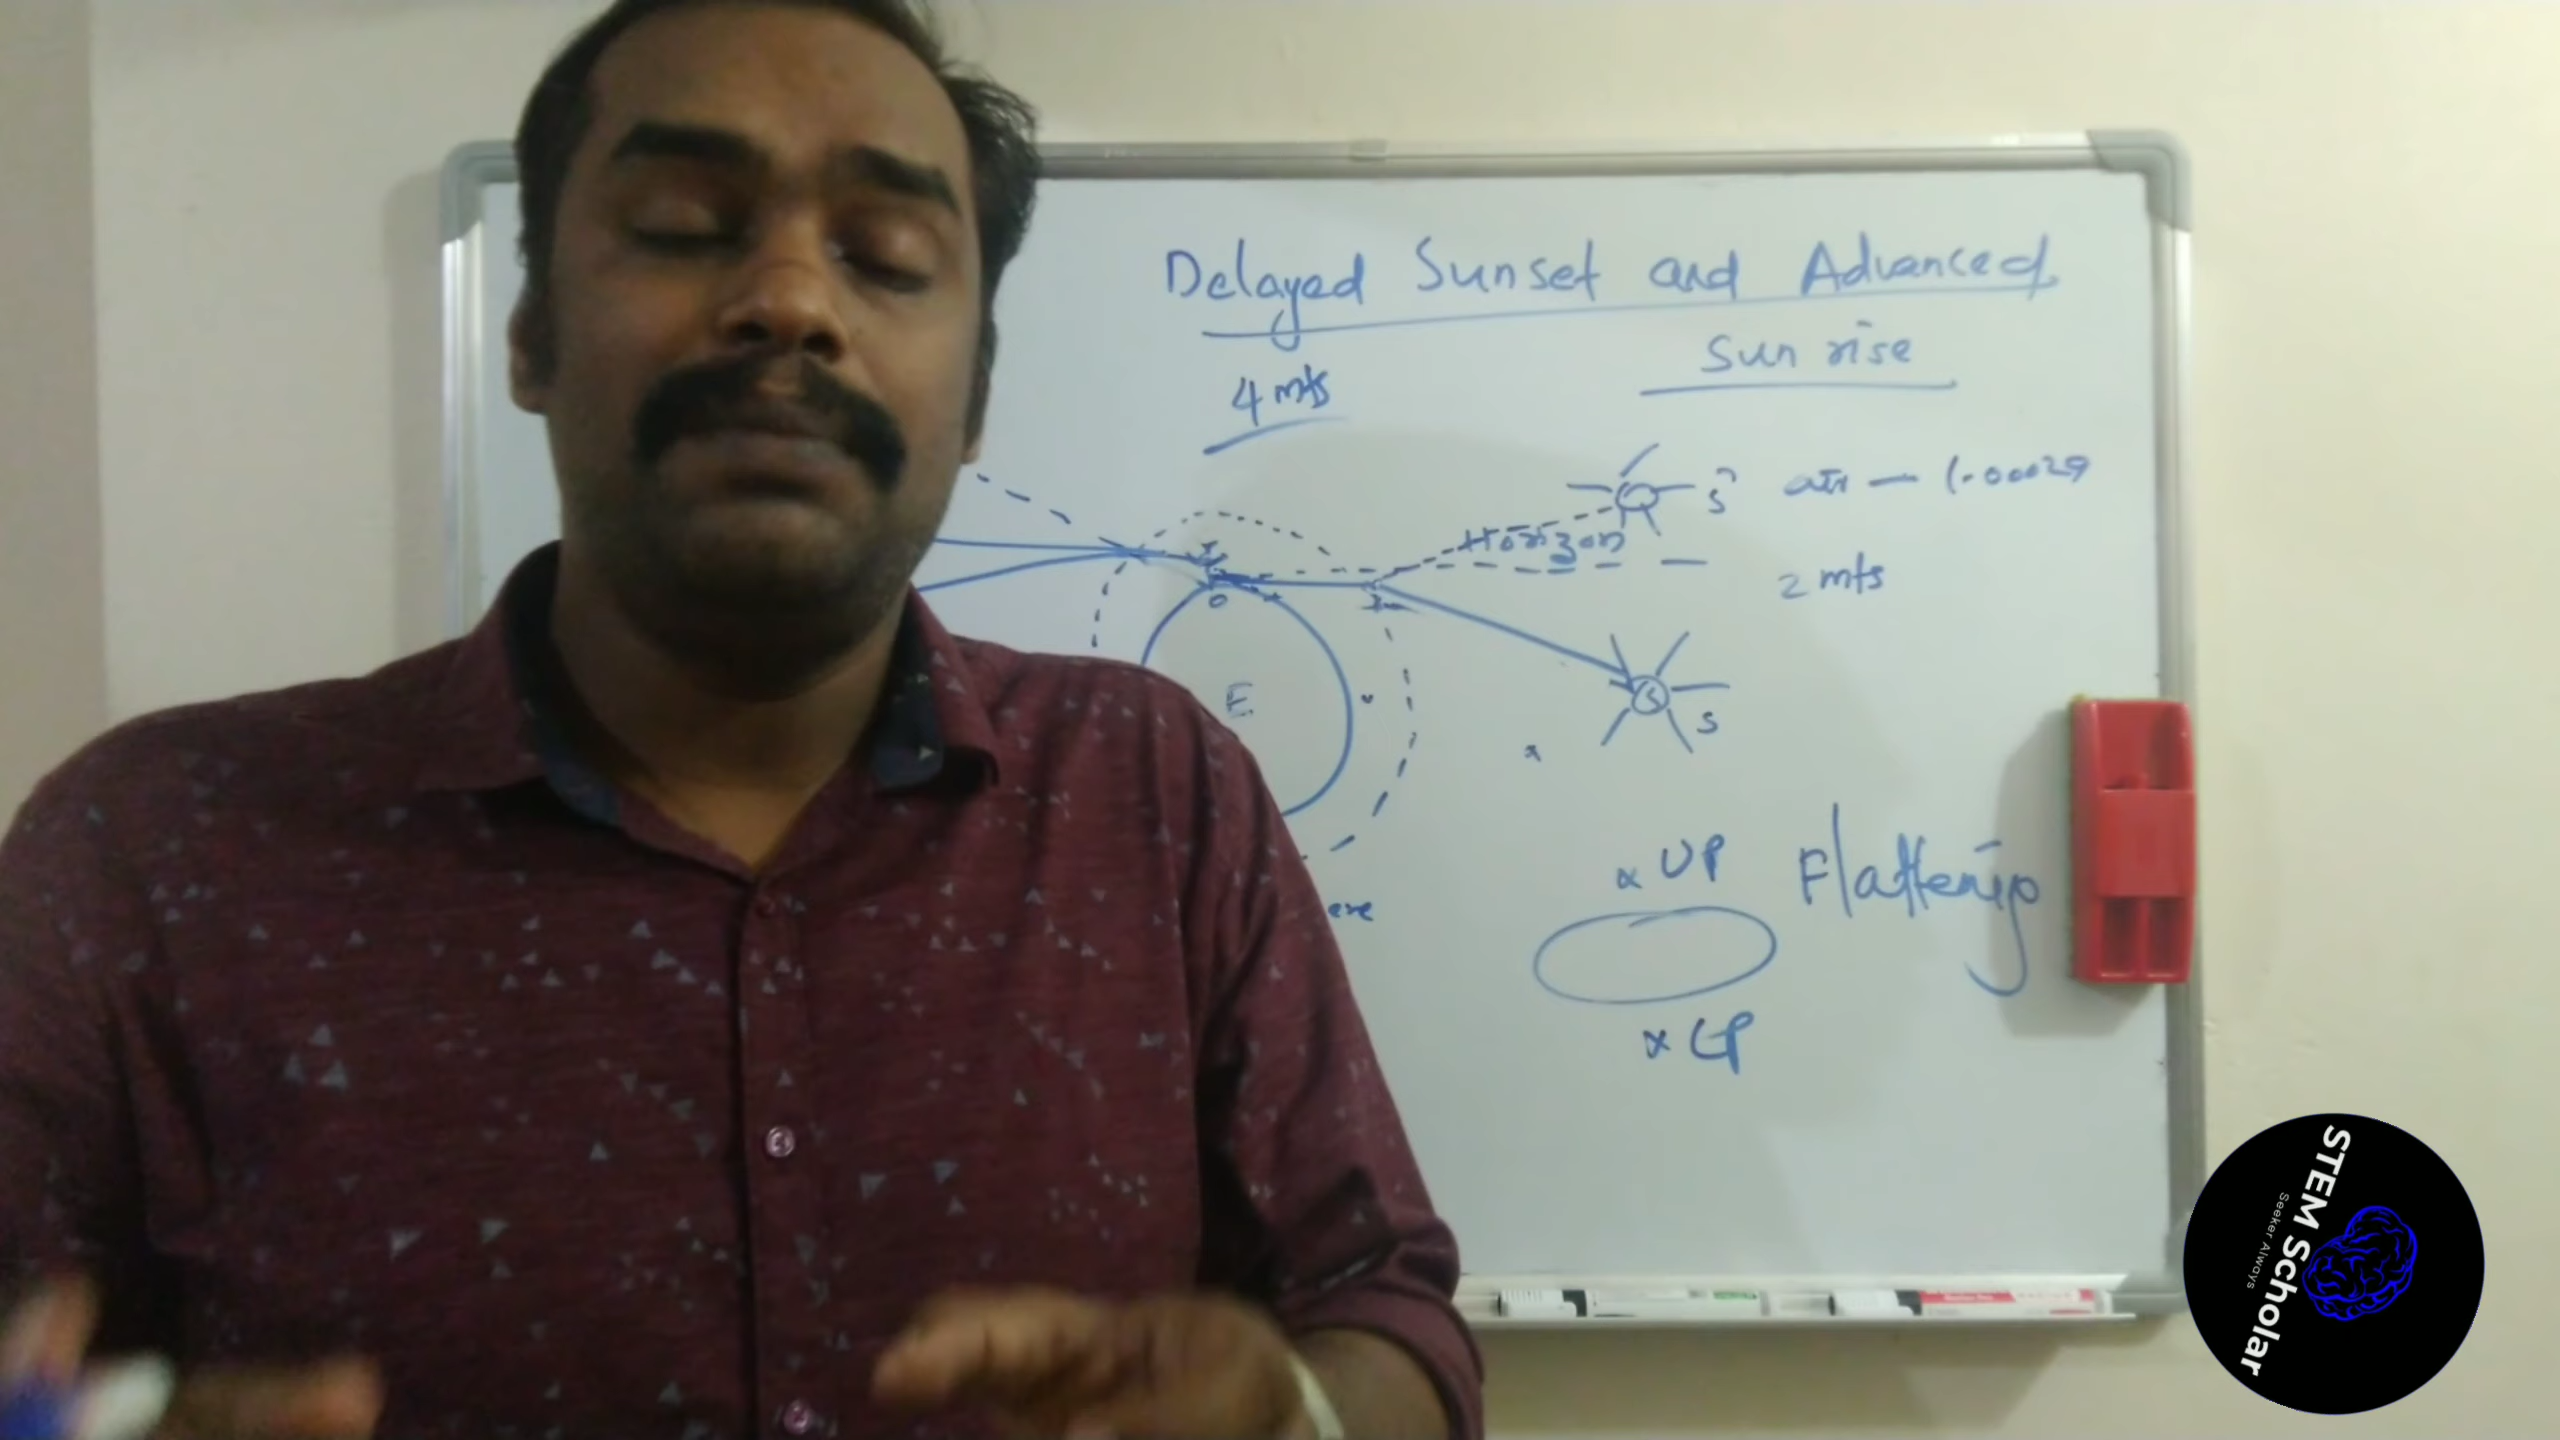 Delayed Sunset and Advanced
Sun rise
4 mts
S' air — 1.00029
Horizon
2 mts
O
E
S
S
x UP Flattening
x LP
STEM Scholar
Seeker Always